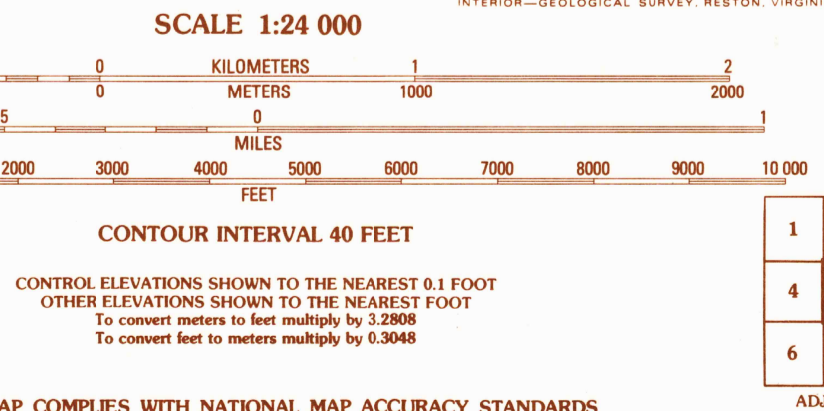 INTERIOR—GEOLOGICAL SURVEY, RESTON, VIRGINI
SCALE 1:24 000
0 KILOMETERS 1 2
0 METERS 1000 2000
5 0 1
MILES
2000 3000 4000 5000 6000 7000 8000 9000 10 000
FEET
CONTOUR INTERVAL 40 FEET
CONTROL ELEVATIONS SHOWN TO THE NEAREST 0.1 FOOT
OTHER ELEVATIONS SHOWN TO THE NEAREST FOOT
To convert meters to feet multiply by 3.2808
To convert feet to meters multiply by 0.3048
1
4
6
AP COMPLIES WITH NATIONAL MAP ACCURACY STANDARDS
ADJ